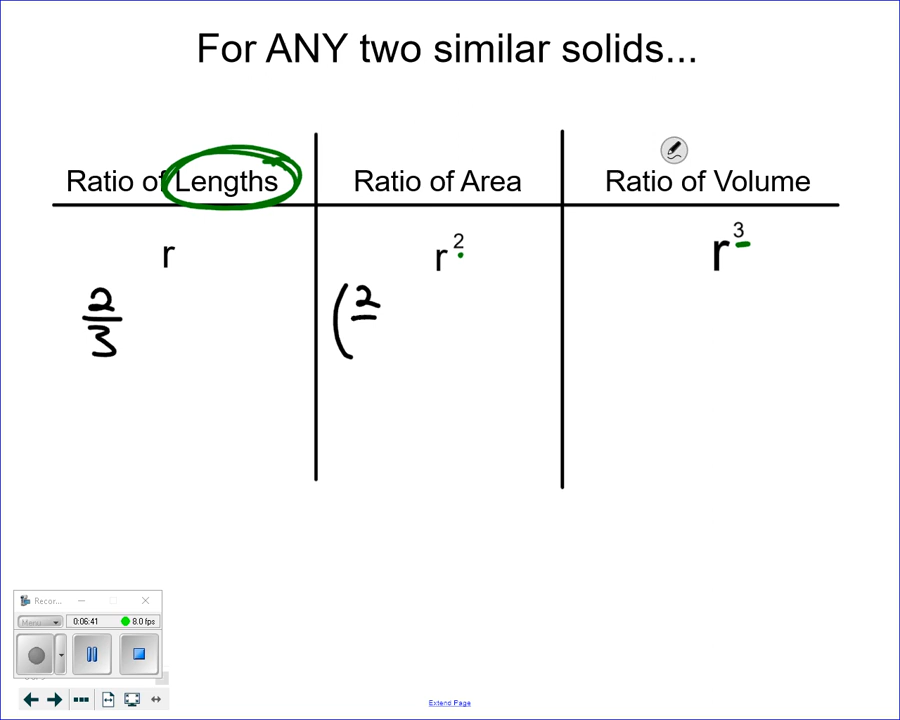 For ANY two similar solids...
Ratio of Lengths Ratio of Area Ratio of Volume
r r² r³
2/3 (2/
Recor...
Menu... 0:06:41 8.0 fps
Extend Page